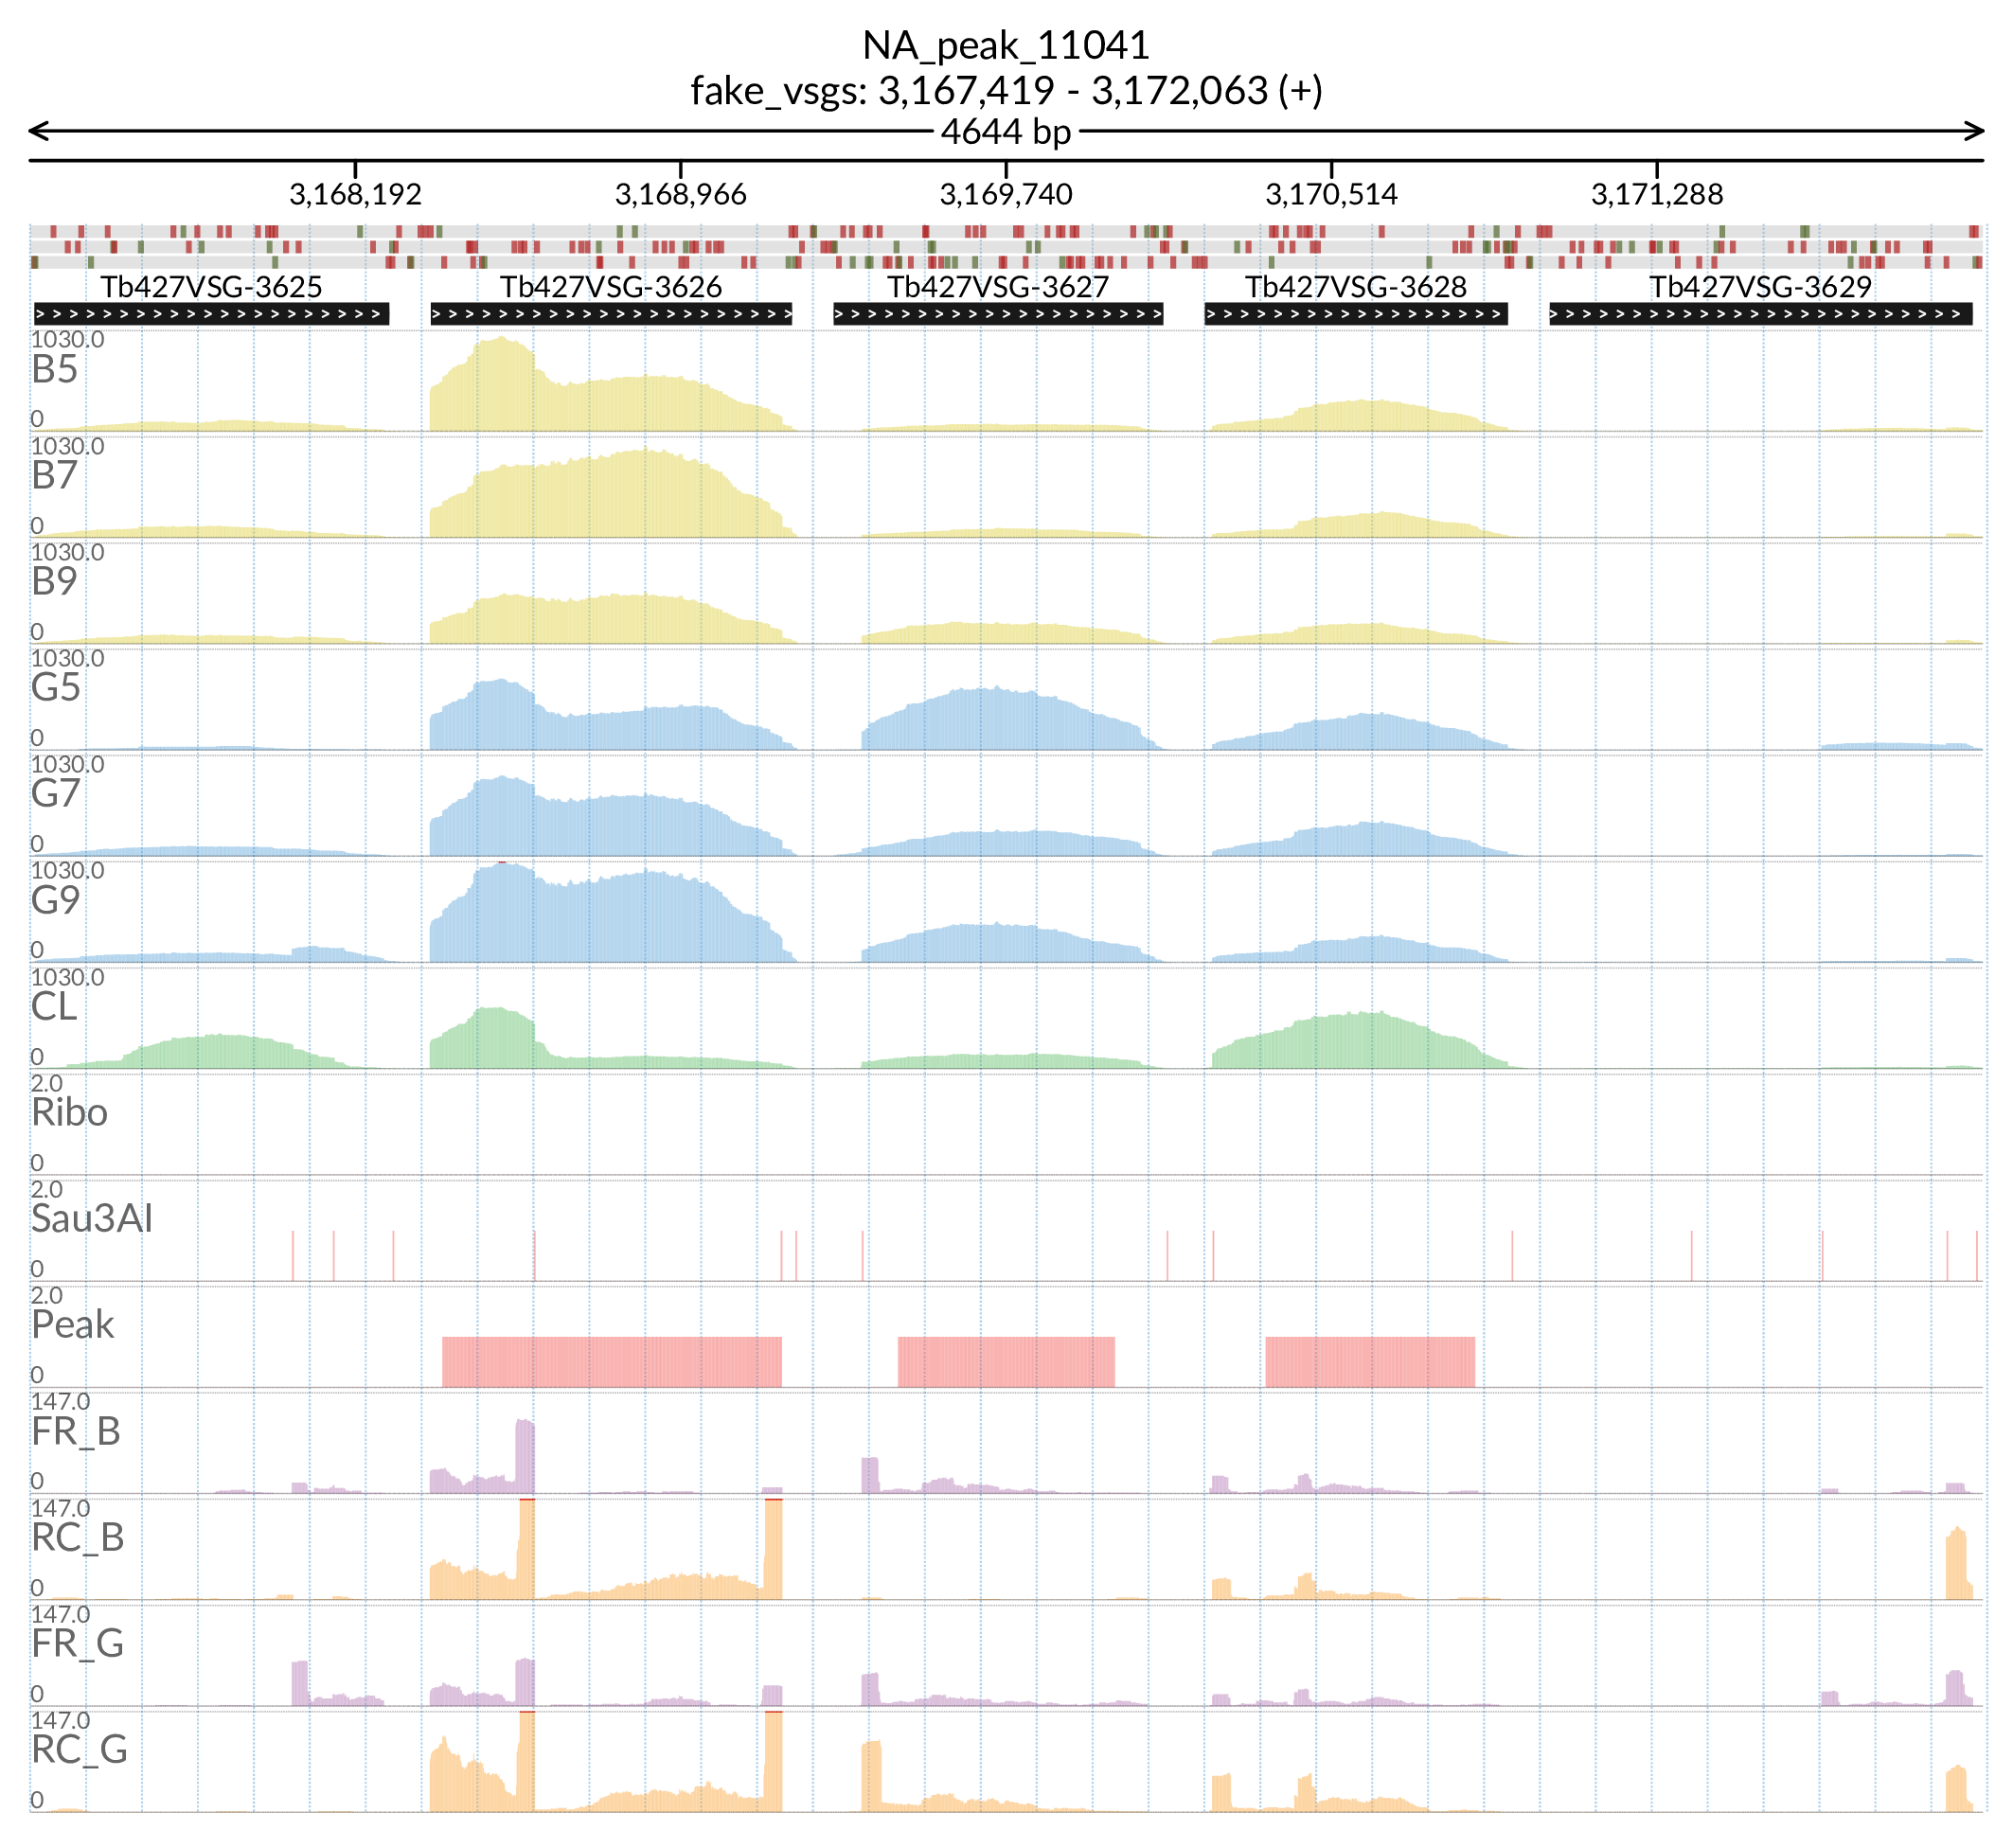 NA_peak_11041
fake_vsgs: 3,167,419 - 3,172,063 (+)
4644 bp
3,168,192 3,168,966 3,169,740 3,170,514 3,171,288
Tb427VSG-3625 Tb427VSG-3626 Tb427VSG-3627 Tb427VSG-3628 Tb427VSG-3629
1030.0
B5
0
1030.0
B7
0
1030.0
B9
0
1030.0
G5
0
1030.0
G7
0
1030.0
G9
0
1030.0
CL
0
2.0
Ribo
0
2.0
Sau3AI
0
2.0
Peak
0
147.0
FR_B
0
147.0
RC_B
0
147.0
FR_G
0
147.0
RC_G
0